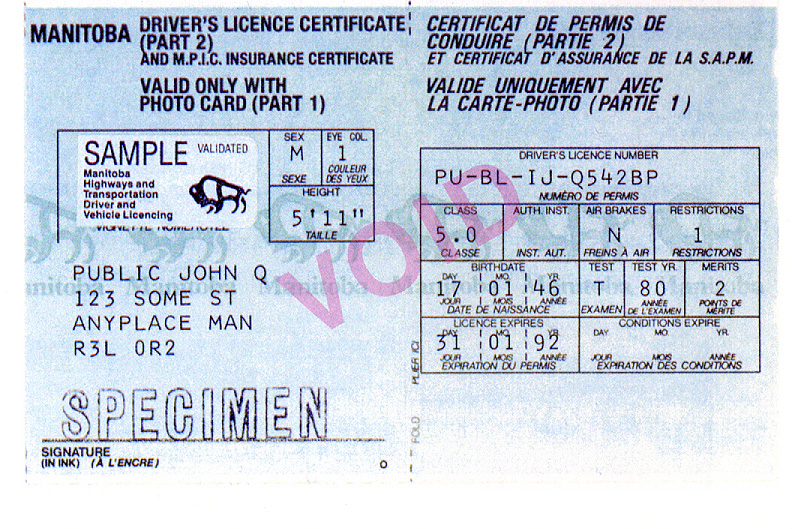 MANITOBA
DRIVER'S LICENCE CERTIFICATE
(PART 2)
AND M.P.I.C. INSURANCE CERTIFICATE
VALID ONLY WITH
PHOTO CARD (PART 1)
SAMPLE VALIDATED
Manitoba
Highways and
Transportation
Driver and
Vehicle Licencing
SEX
M
SEXE
EYE COL.
1
COULEUR
DES YEUX
HEIGHT
5'11"
TAILLE
PUBLIC JOHN Q
123 SOME ST
ANYPLACE MAN
R3L 0R2
SPECIMEN
SIGNATURE
(IN INK) (À L'ENCRE)
VOID
FOLD PLIER ICI
CERTIFICAT DE PERMIS DE
CONDUIRE (PARTIE 2)
ET CERTIFICAT D'ASSURANCE DE LA S.A.P.M.
VALIDE UNIQUEMENT AVEC
LA CARTE-PHOTO (PARTIE 1)
DRIVER'S LICENCE NUMBER
PU-BL-IJ-Q542BP
NUMÉRO DE PERMIS
CLASS AUTH. INST. AIR BRAKES RESTRICTIONS
5.0 N 1
CLASSE INST. AUT. FREINS À AIR RESTRICTIONS
BIRTHDATE TEST TEST YR. MERITS
DAY MO. YR.
17 01 46 T 80 2
JOUR MOIS ANNÉE
DATE DE NAISSANCE EXAMEN ANNÉE DE L'EXAMEN POINTS DE MÉRITE
LICENCE EXPIRES CONDITIONS EXPIRE
DAY MO. YR. DAY. MO. YR.
31 01 92
JOUR MOIS ANNÉE JOUR MOIS ANNÉE
EXPIRATION DU PERMIS EXPIRATION DES CONDITIONS
Manitoba Manitoba Manitoba Manitoba